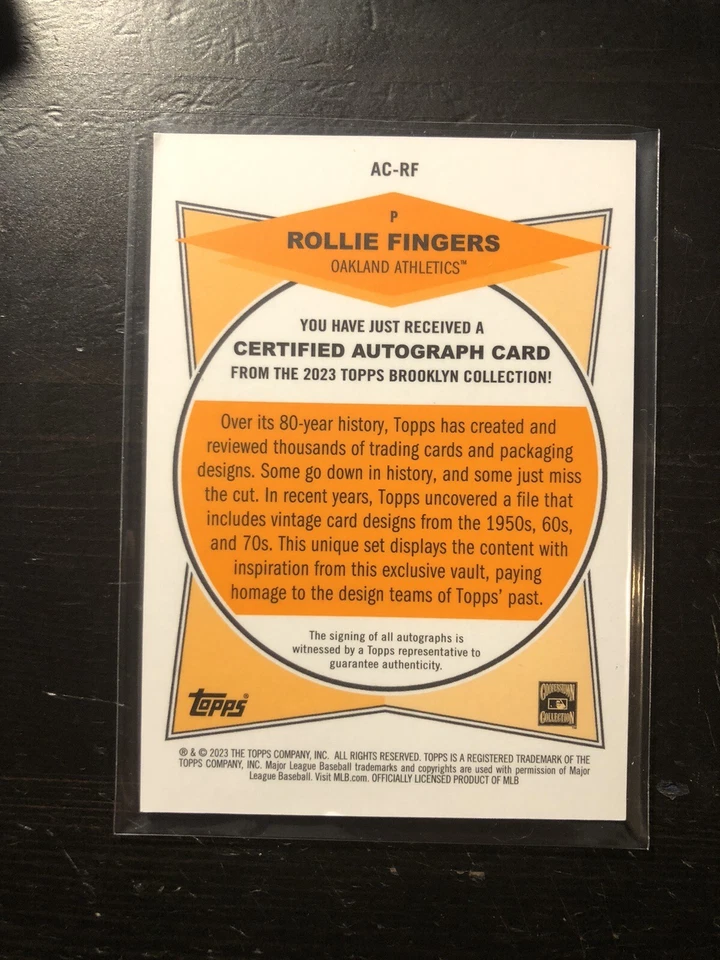 AC-RF
P
ROLLIE FINGERS
OAKLAND ATHLETICS™
YOU HAVE JUST RECEIVED A
CERTIFIED AUTOGRAPH CARD
FROM THE 2023 TOPPS BROOKLYN COLLECTION!
Over its 80-year history, Topps has created and
reviewed thousands of trading cards and packaging
designs. Some go down in history, and some just miss
the cut. In recent years, Topps uncovered a file that
includes vintage card designs from the 1950s, 60s,
and 70s. This unique set displays the content with
inspiration from this exclusive vault, paying
homage to the design teams of Topps' past.
The signing of all autographs is
witnessed by a Topps representative to
guarantee authenticity.
Topps®
COOPERSTOWN
COLLECTION
® & © 2023 THE TOPPS COMPANY, INC. ALL RIGHTS RESERVED. TOPPS IS A REGISTERED TRADEMARK OF THE
TOPPS COMPANY, INC. Major League Baseball trademarks and copyrights are used with permission of Major
League Baseball. Visit MLB.com. OFFICIALLY LICENSED PRODUCT OF MLB